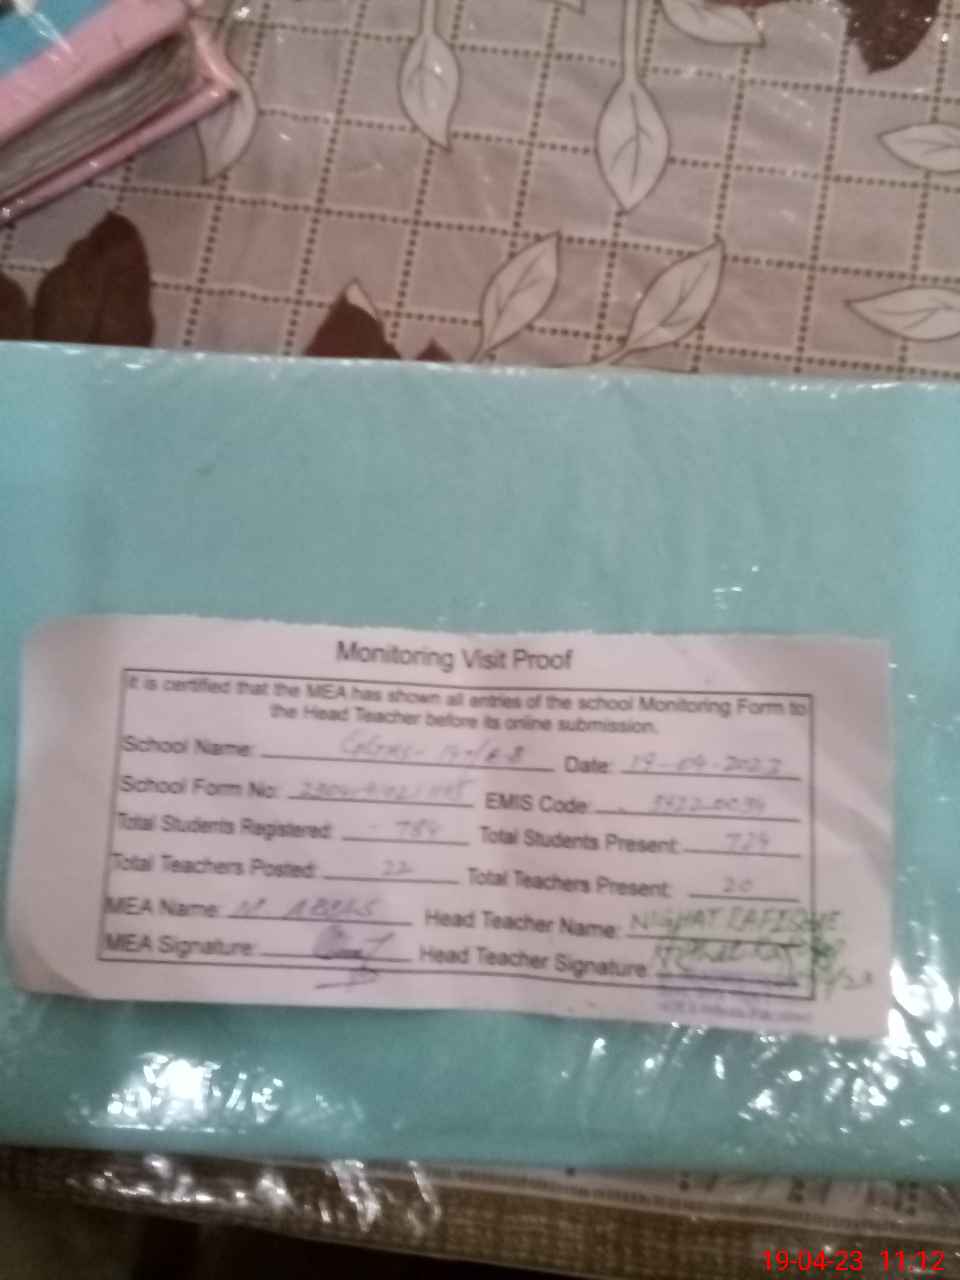 Monitoring Visit Proof
It is certified that the MEA has shown all entries of the school Monitoring Form to
the Head Teacher before its online submission.
School Name: Date: 19-04-2023
School Form No: EMIS Code:
Total Students Registered: 784 Total Students Present: 729
Total Teachers Posted: 22 Total Teachers Present: 20
MEA Name: M. ABBAS Head Teacher Name: NIGHAT
MEA Signature: Head Teacher Signature:
19-04-23 11:12